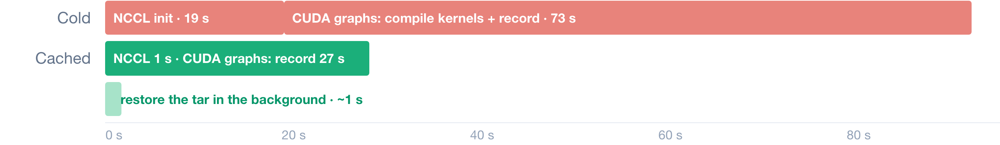 Cold
NCCL init · 19 s
CUDA graphs: compile kernels + record · 73 s
Cached
NCCL 1 s · CUDA graphs: record 27 s
restore the tar in the background · ~1 s
0 s
20 s
40 s
60 s
80 s